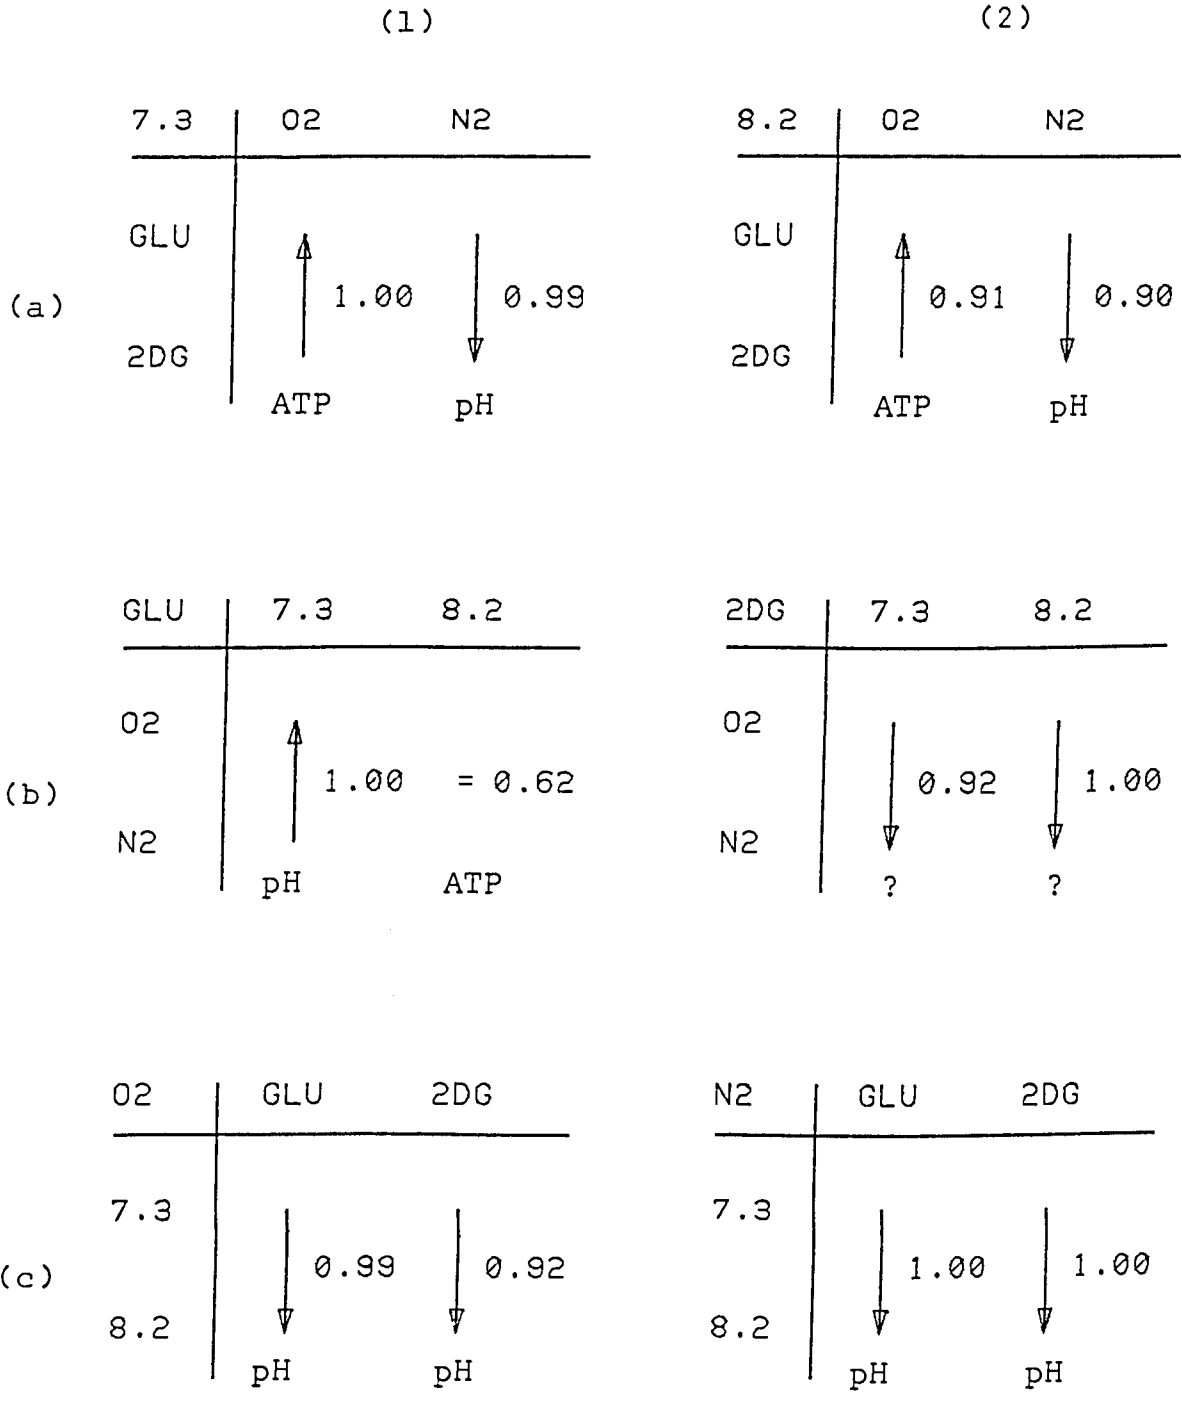 (1) (2)
7.3 O2 N2 8.2 O2 N2
GLU GLU
(a) 1.00 0.99 0.91 0.90
2DG 2DG
ATP pH ATP pH
GLU 7.3 8.2 2DG 7.3 8.2
O2 O2
(b) 1.00 = 0.62 0.92 1.00
N2 N2
pH ATP ? ?
O2 GLU 2DG N2 GLU 2DG
7.3 7.3
(c) 0.99 0.92 1.00 1.00
8.2 8.2
pH pH pH pH